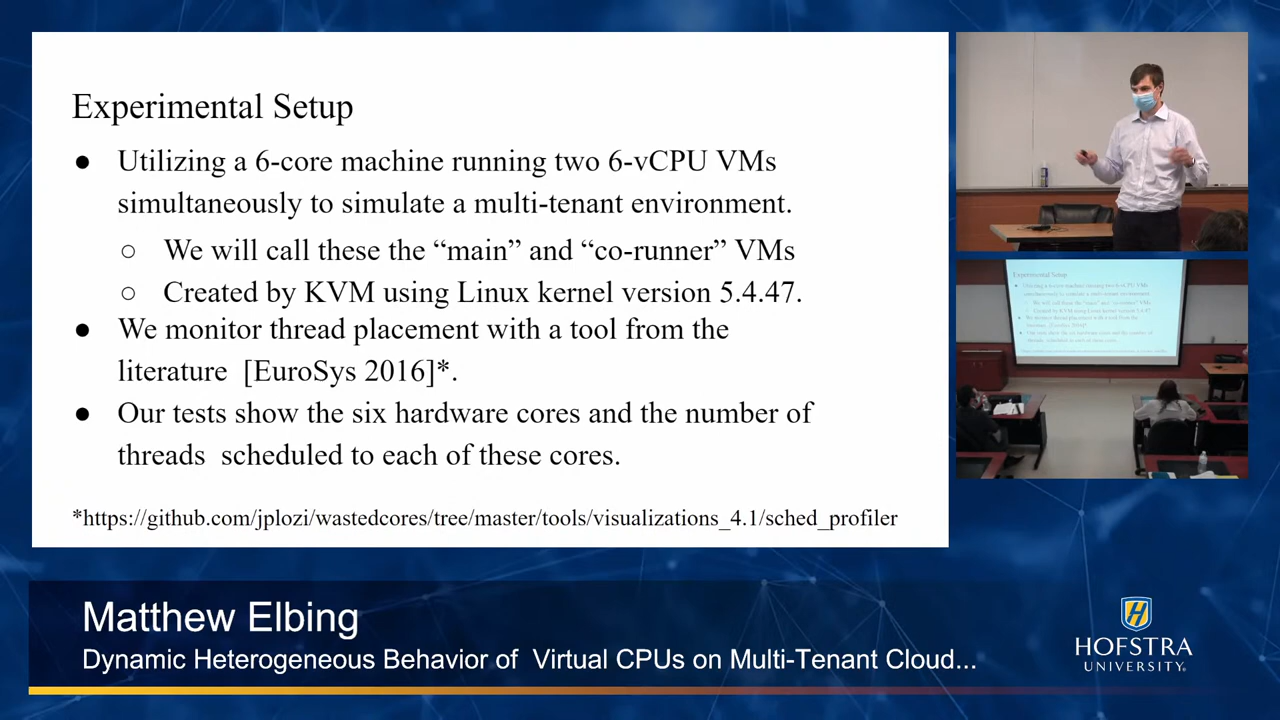 Experimental Setup
● Utilizing a 6-core machine running two 6-vCPU VMs
simultaneously to simulate a multi-tenant environment.
○ We will call these the “main” and “co-runner” VMs
○ Created by KVM using Linux kernel version 5.4.47.
● We monitor thread placement with a tool from the
literature [EuroSys 2016]*.
● Our tests show the six hardware cores and the number of
threads scheduled to each of these cores.
*https://github.com/jplozi/wastedcores/tree/master/tools/visualizations_4.1/sched_profiler
Experimental Setup
Matthew Elbing
Dynamic Heterogeneous Behavior of Virtual CPUs on Multi-Tenant Cloud...
HOFSTRA
UNIVERSITY